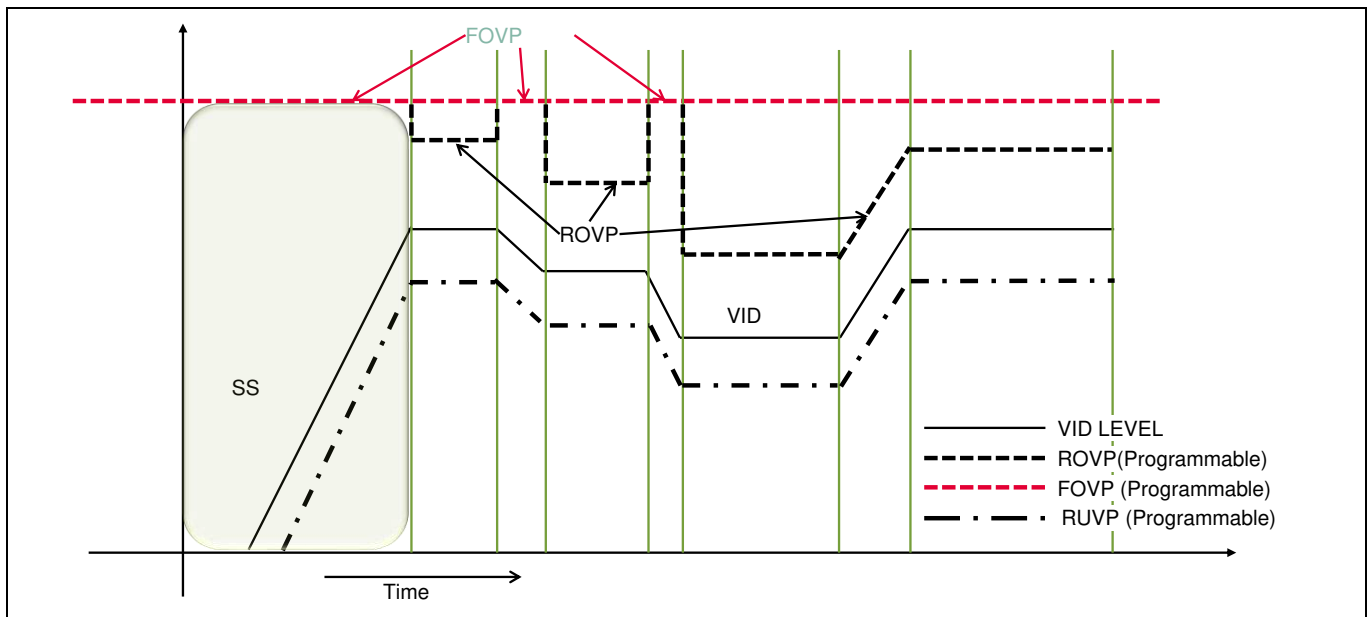 FOVP
ROVP
VID
SS
VID LEVEL
ROVP(Programmable)
FOVP (Programmable)
RUVP (Programmable)
Time